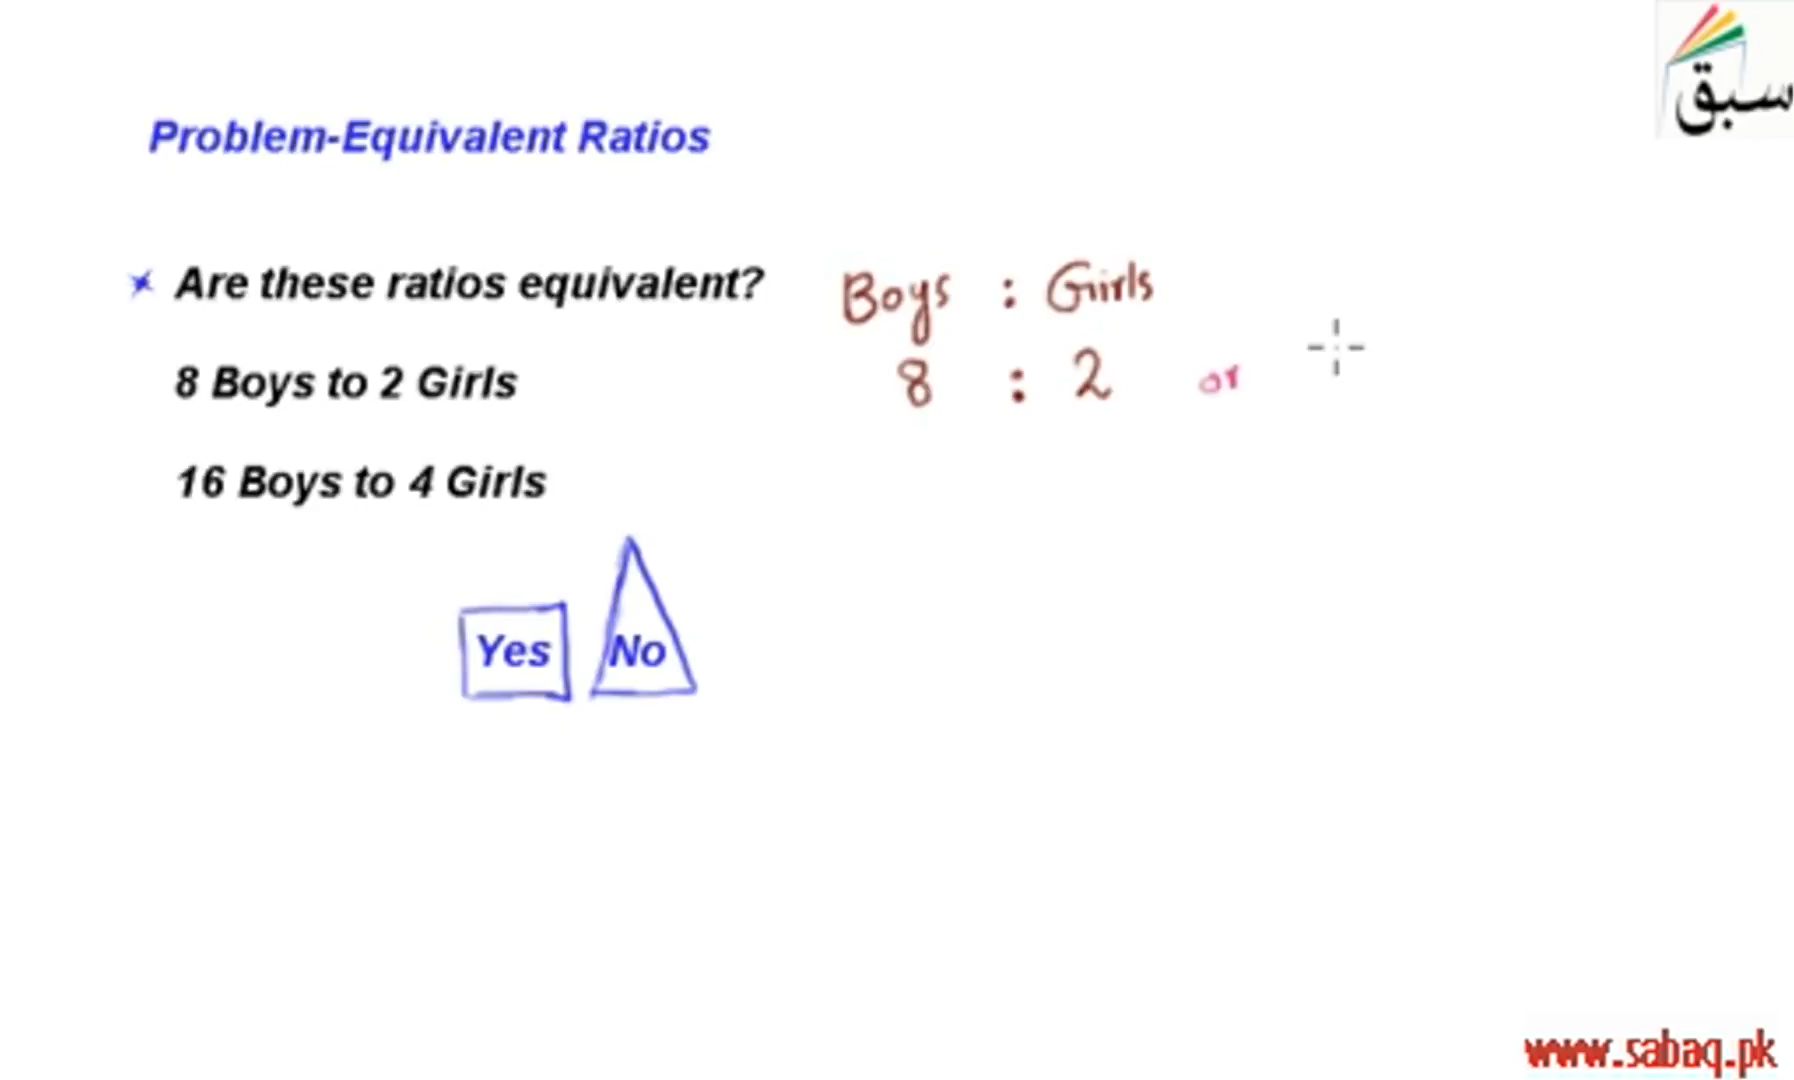 سبق
Problem-Equivalent Ratios
Are these ratios equivalent?
Boys : Girls
8 Boys to 2 Girls
8 : 2 or
16 Boys to 4 Girls
Yes No
www.sabaq.pk